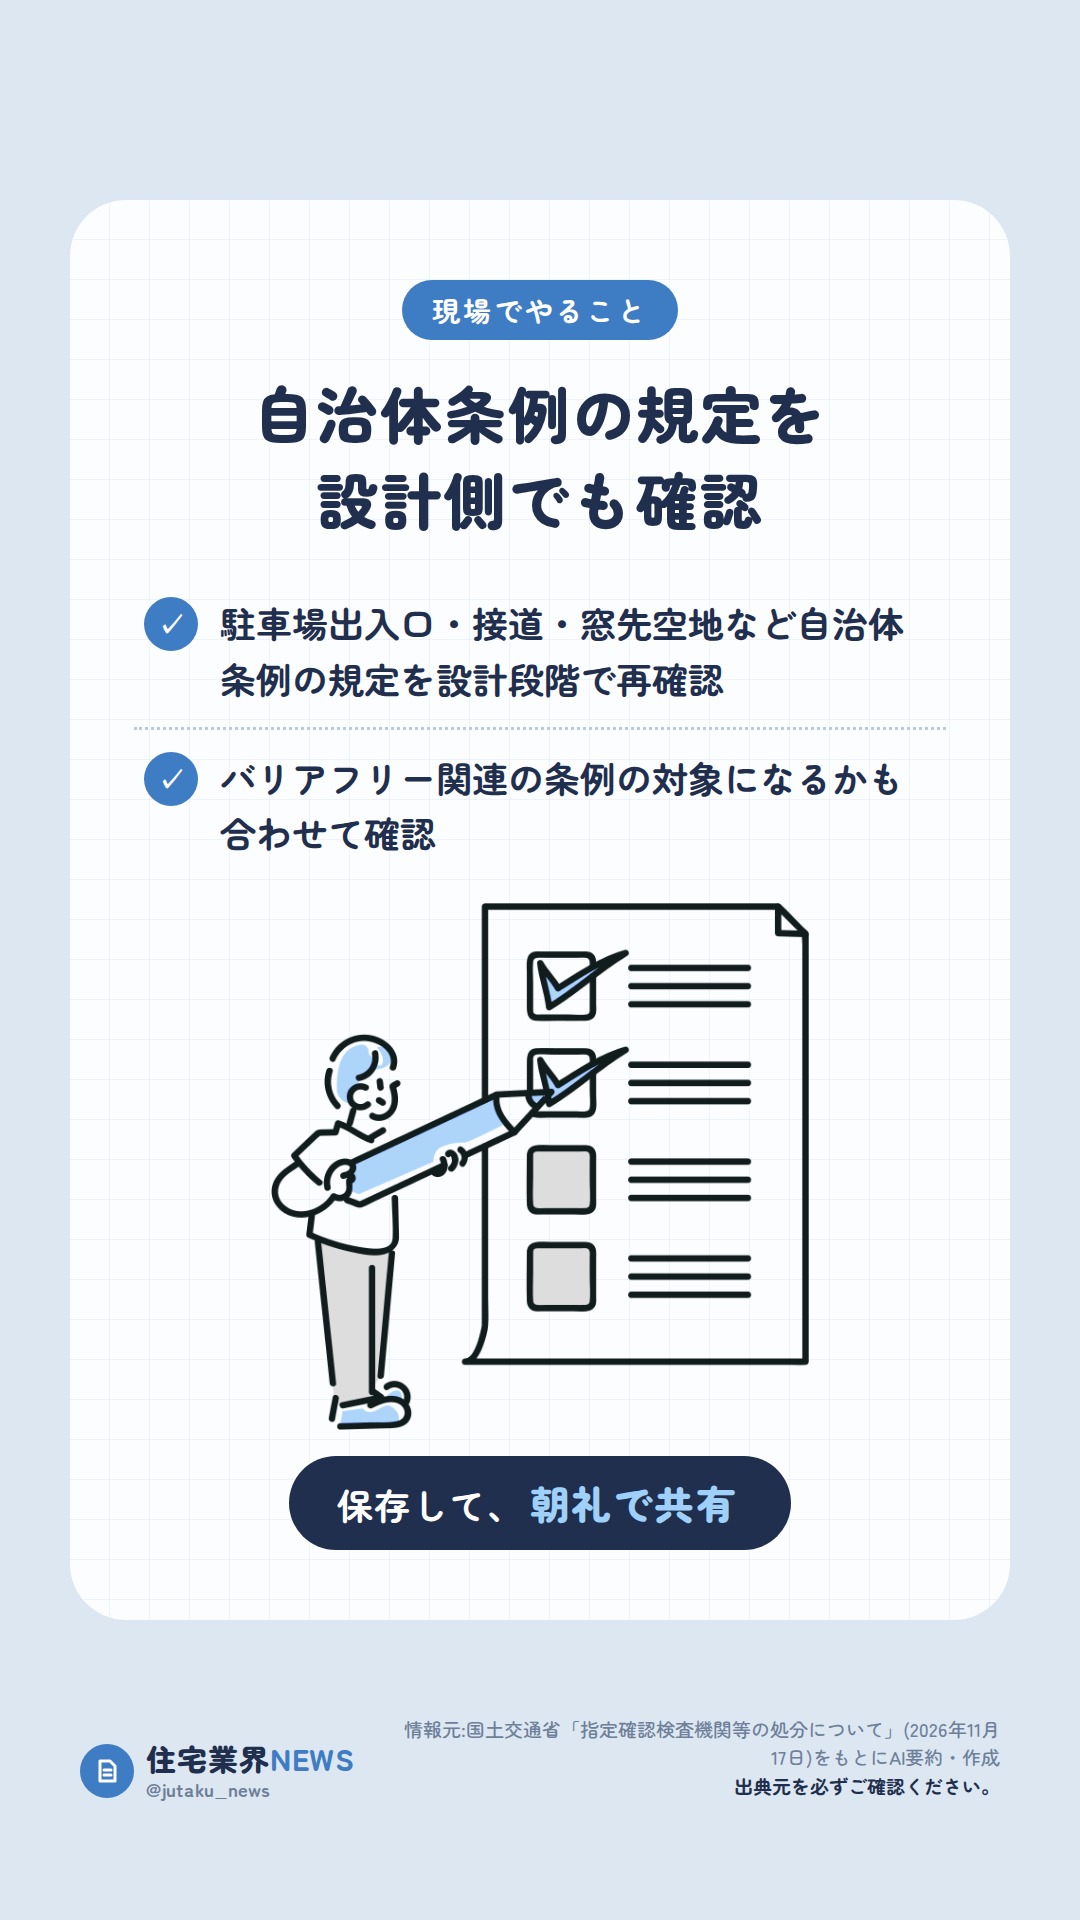 現場でやること
自治体条例の規定を
設計側でも確認
✓ 駐車場出入口・接道・窓先空地など自治体
条例の規定を設計段階で再確認
✓ バリアフリー関連の条例の対象になるかも
合わせて確認
保存して、朝礼で共有
情報元:国土交通省「指定確認検査機関等の処分について」(2026年11月
17日)をもとにAI要約・作成
出典元を必ずご確認ください。
住宅業界NEWS
@jutaku_news